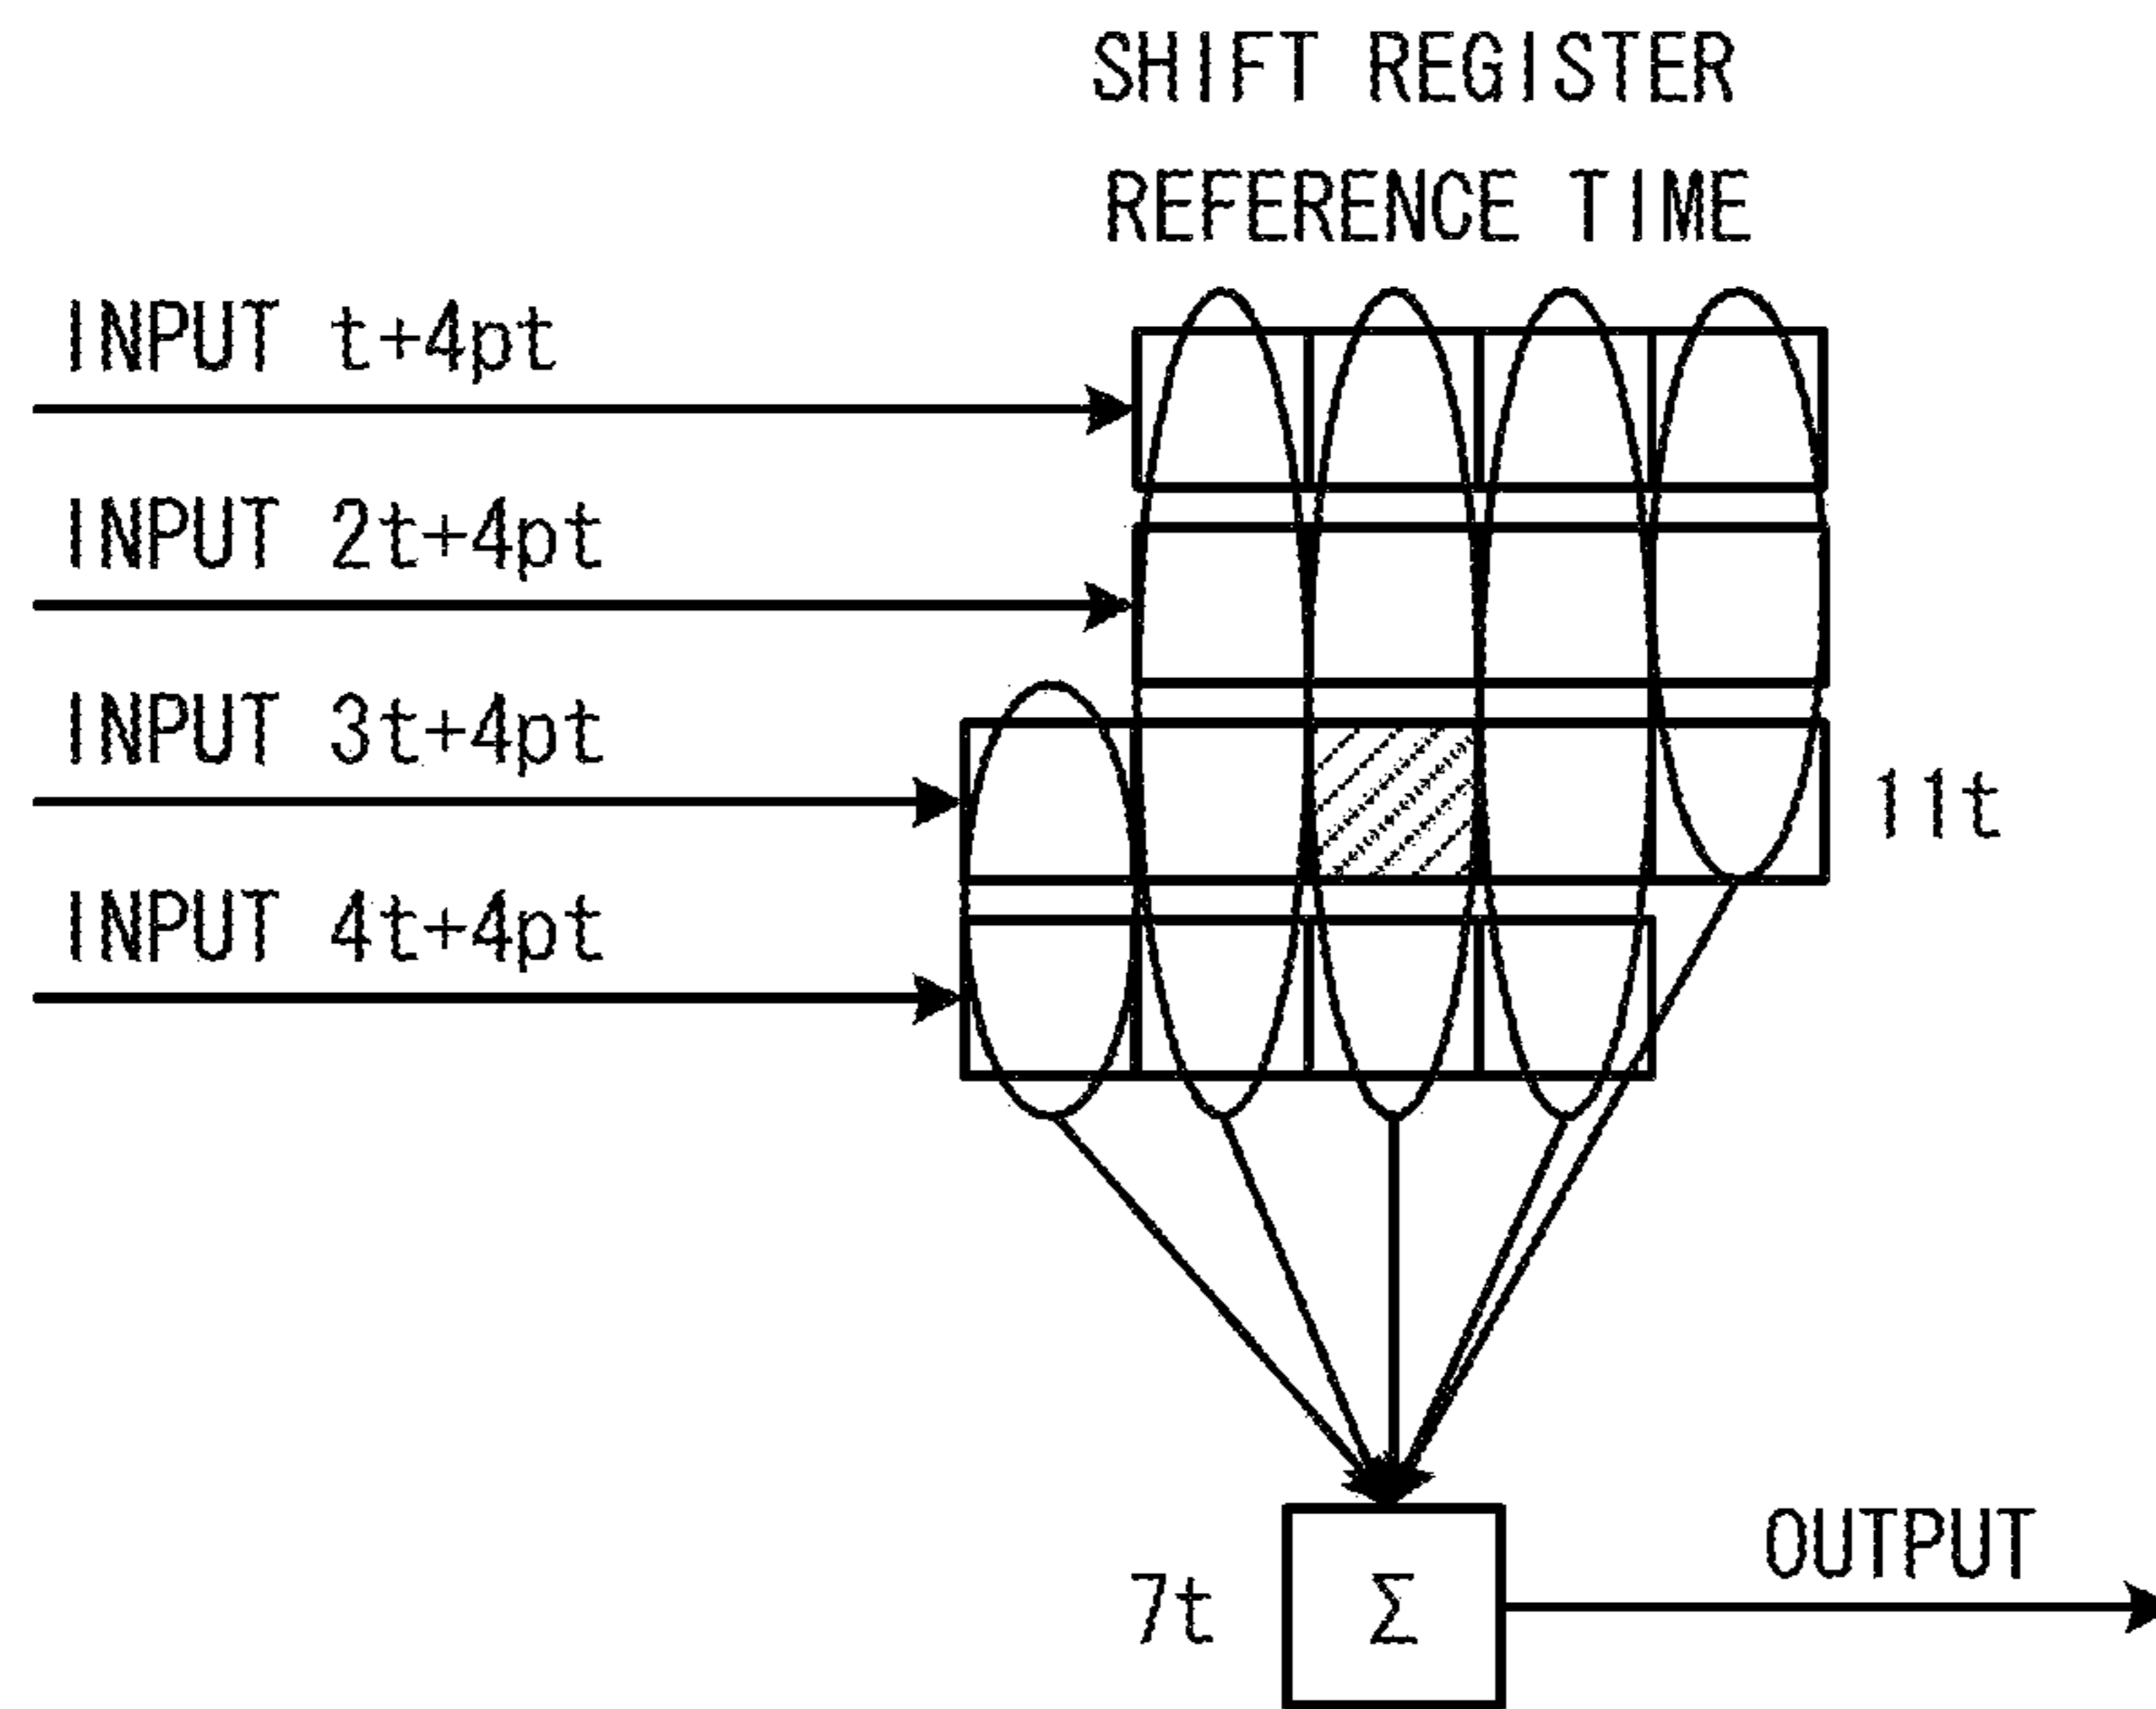 SHIFT REGISTER
REFERENCE TIME
INPUT t+4pt
INPUT 2t+4pt
INPUT 3t+4pt
11t
INPUT 4t+4pt
OUTPUT
7t
Σ